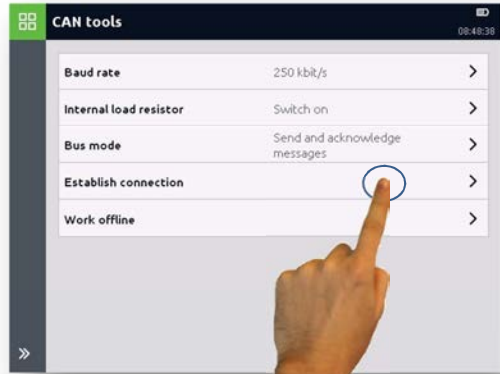 CAN tools
08:48:38
Baud rate 250 kbit/s
Internal load resistor Switch on
Bus mode Send and acknowledge
messages
Establish connection
Work offline